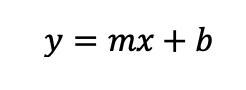 y = mx + b